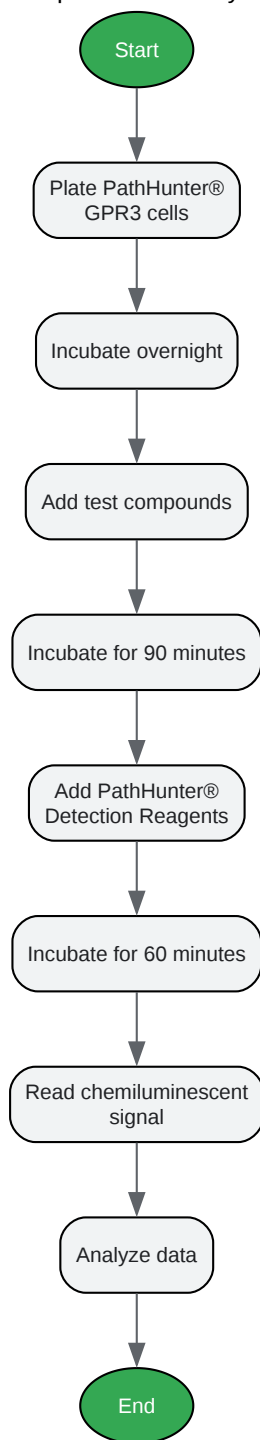 Start
Plate PathHunter®
GPR3 cells
Incubate overnight
Add test compounds
Incubate for 90 minutes
Add PathHunter®
Detection Reagents
Incubate for 60 minutes
Read chemiluminescent
signal
Analyze data
End